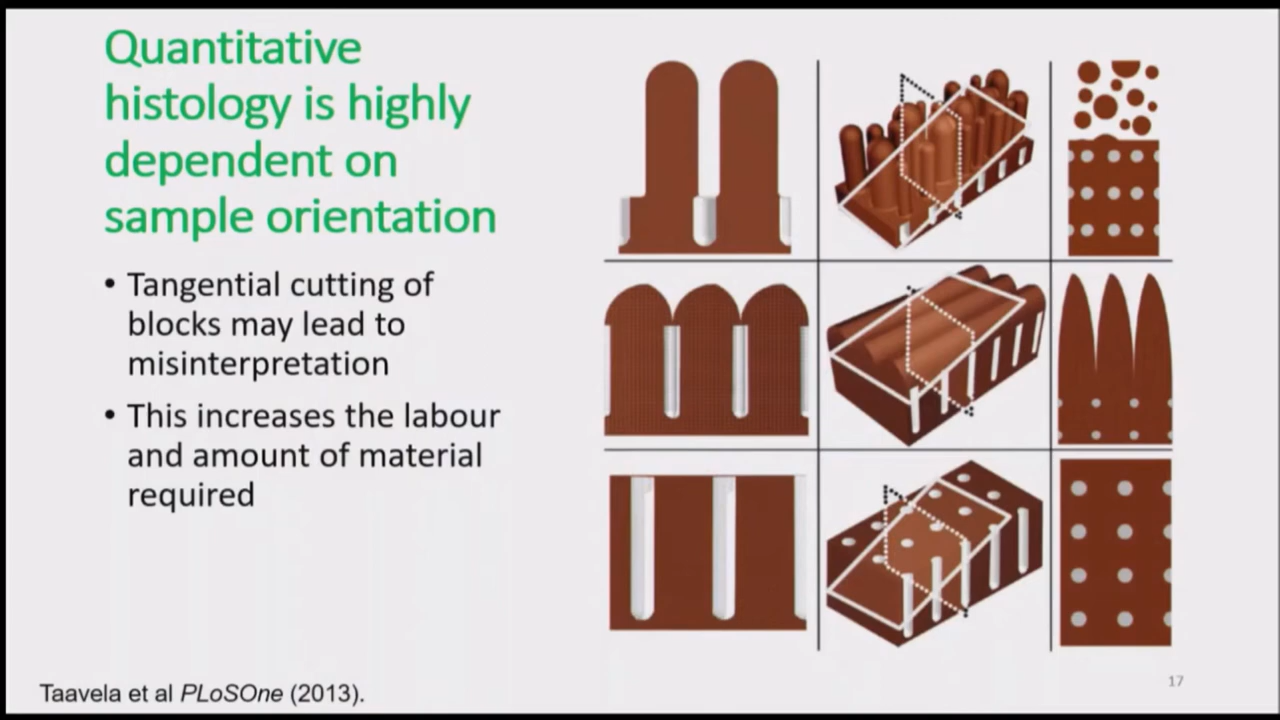 Quantitative
histology is highly
dependent on
sample orientation
• Tangential cutting of
blocks may lead to
misinterpretation
• This increases the labour
and amount of material
required
Taavela et al PLoSOne (2013).
17